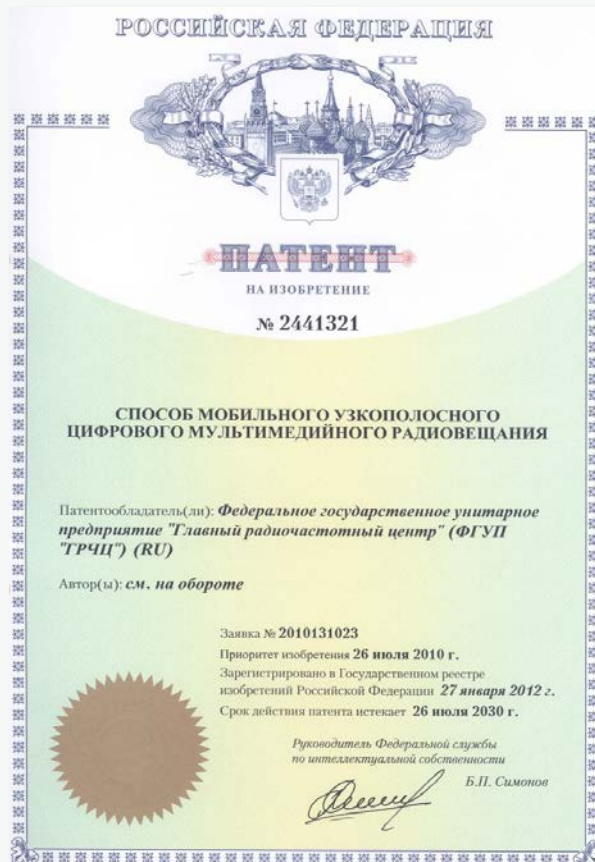 РОССИЙСКАЯ ФЕДЕРАЦИЯ
ПАТЕНТ
НА ИЗОБРЕТЕНИЕ
№ 2441321
СПОСОБ МОБИЛЬНОГО УЗКОПОЛОСНОГО
ЦИФРОВОГО МУЛЬТИМЕДИЙНОГО РАДИОВЕЩАНИЯ
Патентообладатель(ли): Федеральное государственное унитарное
предприятие "Главный радиочастотный центр" (ФГУП
"ГРЧЦ") (RU)
Автор(ы): см. на обороте
Заявка № 2010131023
Приоритет изобретения 26 июля 2010 г.
Зарегистрировано в Государственном реестре
изобретений Российской Федерации 27 января 2012 г.
Срок действия патента истекает 26 июля 2030 г.
Руководитель Федеральной службы
по интеллектуальной собственности
Б.П. Симонов